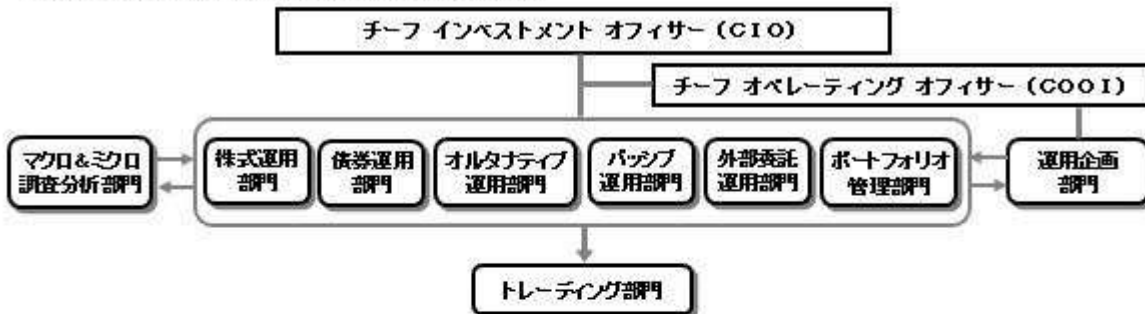 チーフ インベストメント オフィサー (CIO)
チーフ オペレーティング オフィサー (COOI)
マクロ&ミクロ
調査分析部門
株式運用
部門
債券運用
部門
オルタナティブ
運用部門
パッシブ
運用部門
外部委託
運用部門
ポートフォリオ
管理部門
運用企画
部門
トレーディング部門